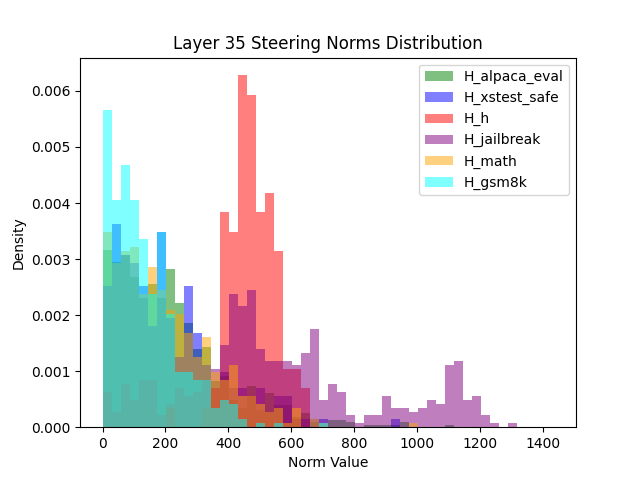 Layer 35 Steering Norms Distribution
H_alpaca_eval
H_xstest_safe
H_h
H_jailbreak
H_math
H_gsm8k
Density
0.006
0.005
0.004
0.003
0.002
0.001
0.000
0 200 400 600 800 1000 1200 1400
Norm Value